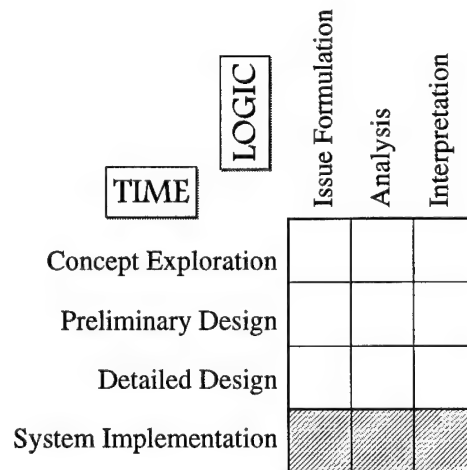 LOGIC
Issue Formulation
Analysis
Interpretation
TIME
Concept Exploration
Preliminary Design
Detailed Design
System Implementation